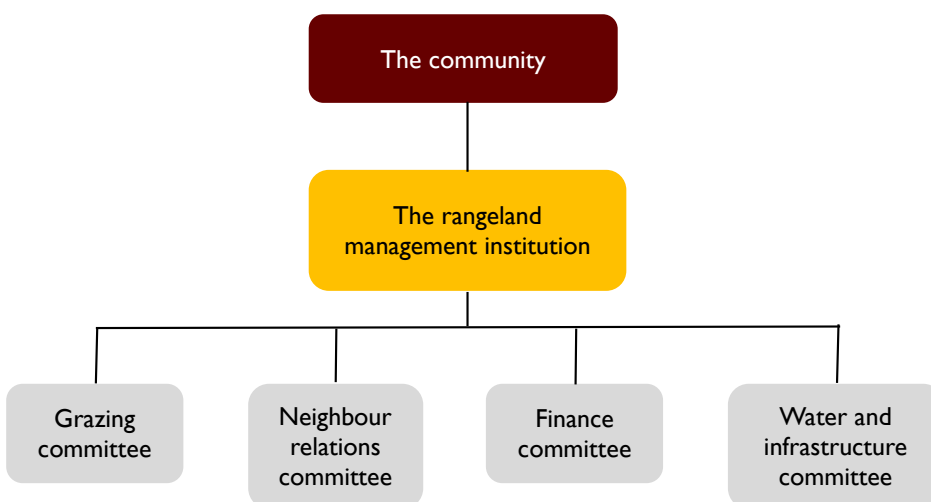 The community
The rangeland
management institution
Grazing
committee
Neighbour
relations
committee
Finance
committee
Water and
infrastructure
committee